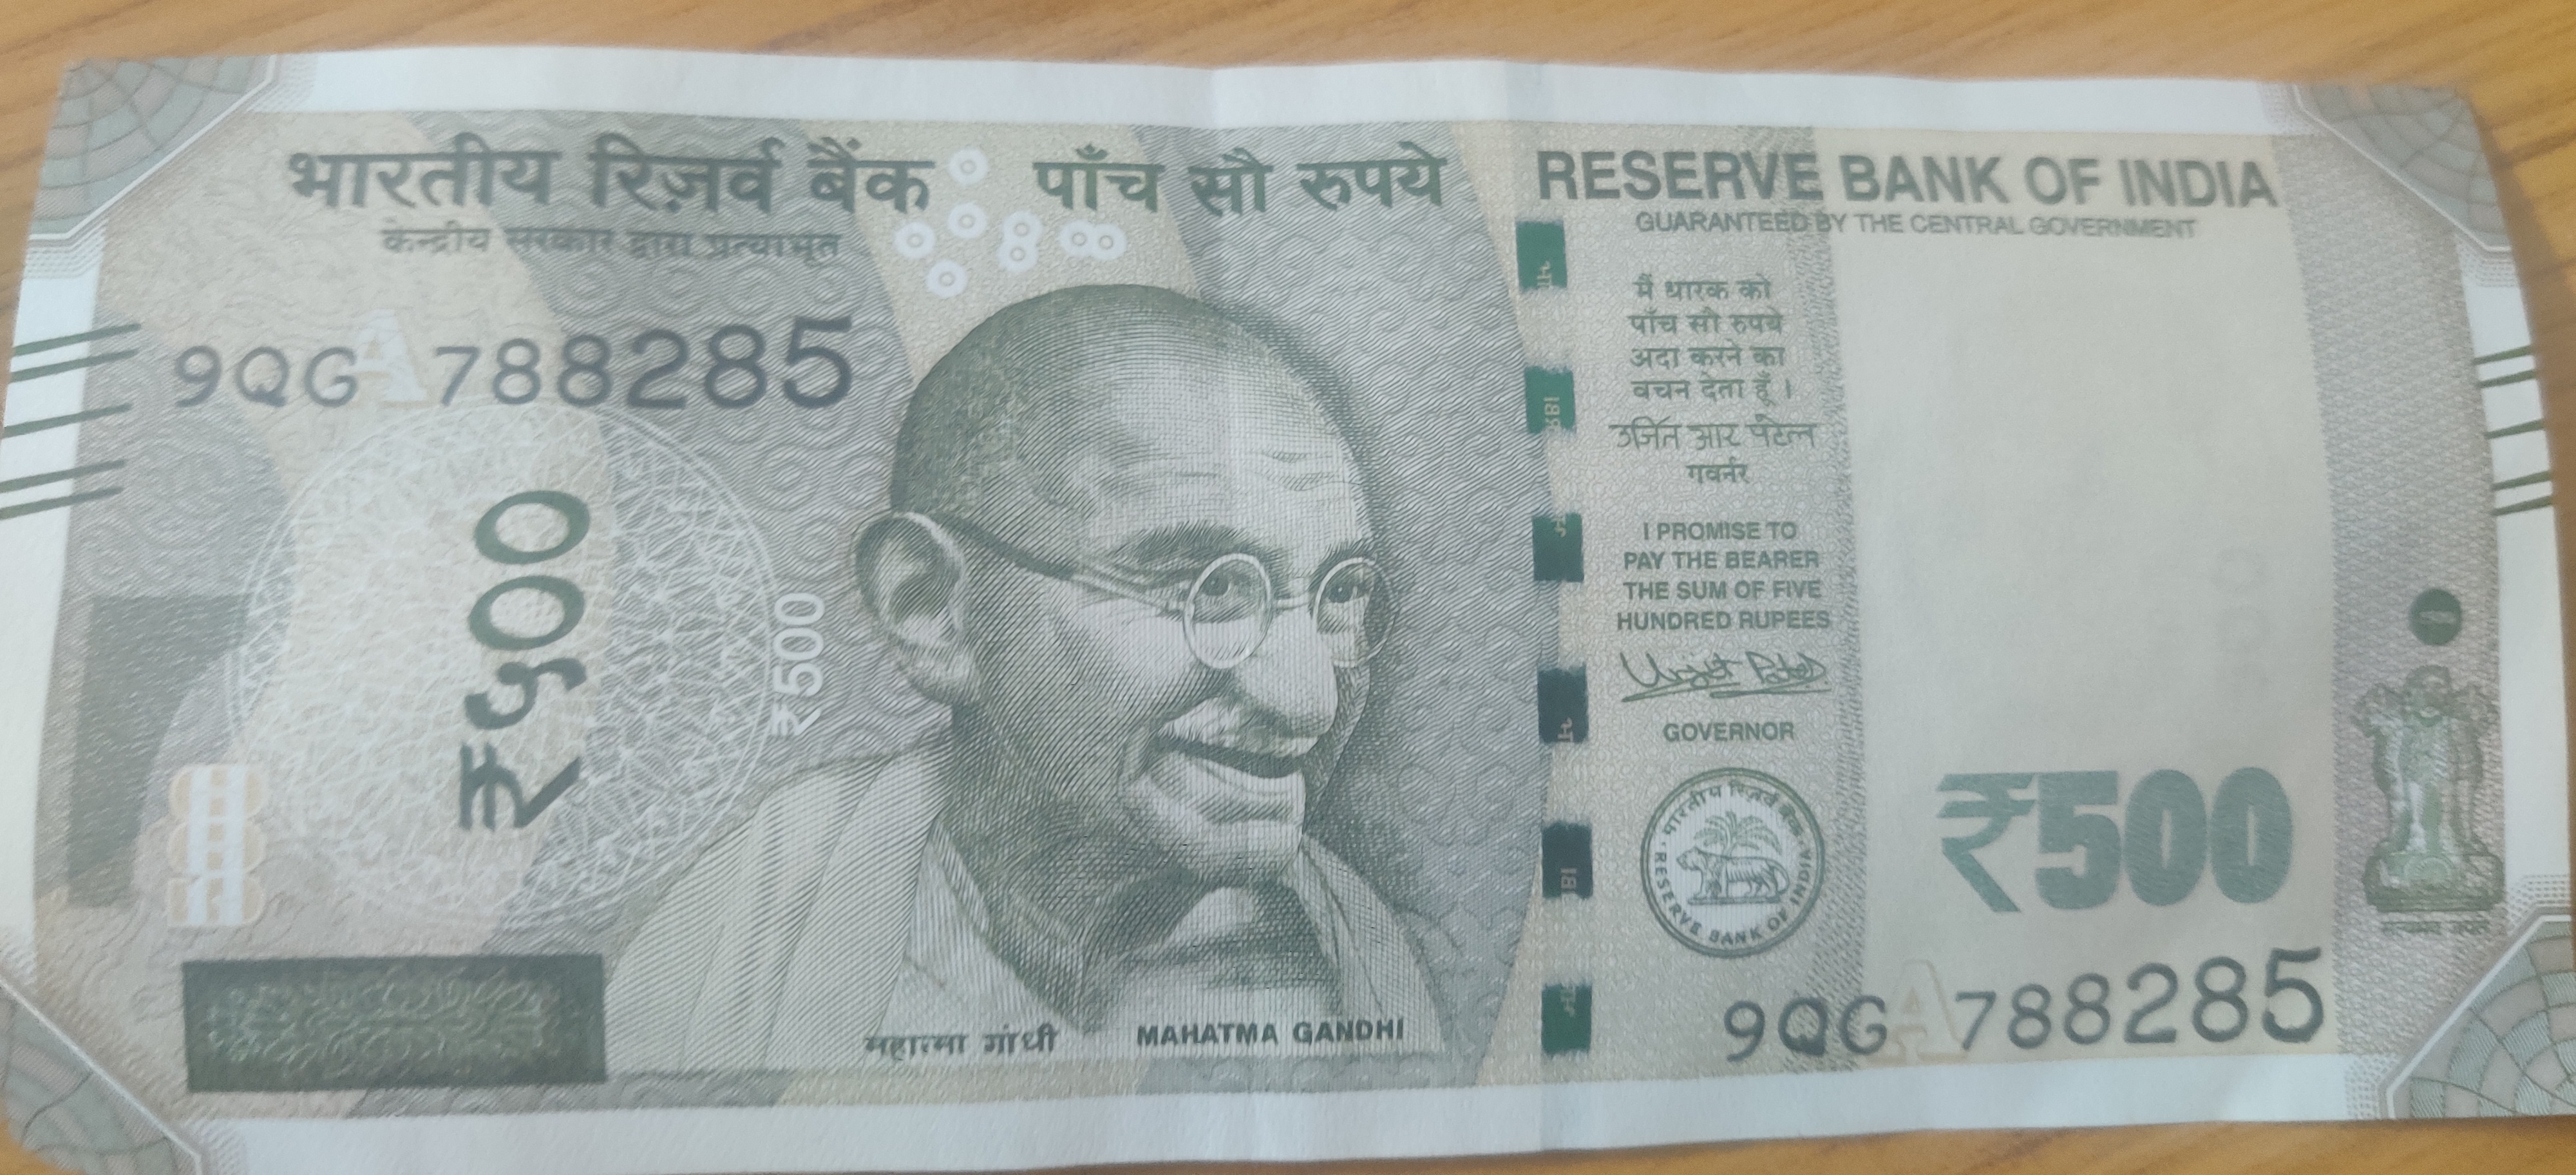 भारतीय रिज़र्व बैंक
केन्द्रीय सरकार द्वारा प्रत्याभूत
पाँच सौ रुपये
RESERVE BANK OF INDIA
GUARANTEED BY THE CENTRAL GOVERNMENT
9QG 788285
₹५००
₹500
मैं धारक को
पाँच सौ रुपये
अदा करने का
वचन देता हूँ ।
उर्जित आर पटेल
गवर्नर
I PROMISE TO
PAY THE BEARER
THE SUM OF FIVE
HUNDRED RUPEES
Urjit Patel
GOVERNOR
भारतीय रिज़र्व बैंक
RESERVE BANK OF INDIA
₹500
सत्यमेव जयते
9QG A 788285
महात्मा गांधी
MAHATMA GANDHI